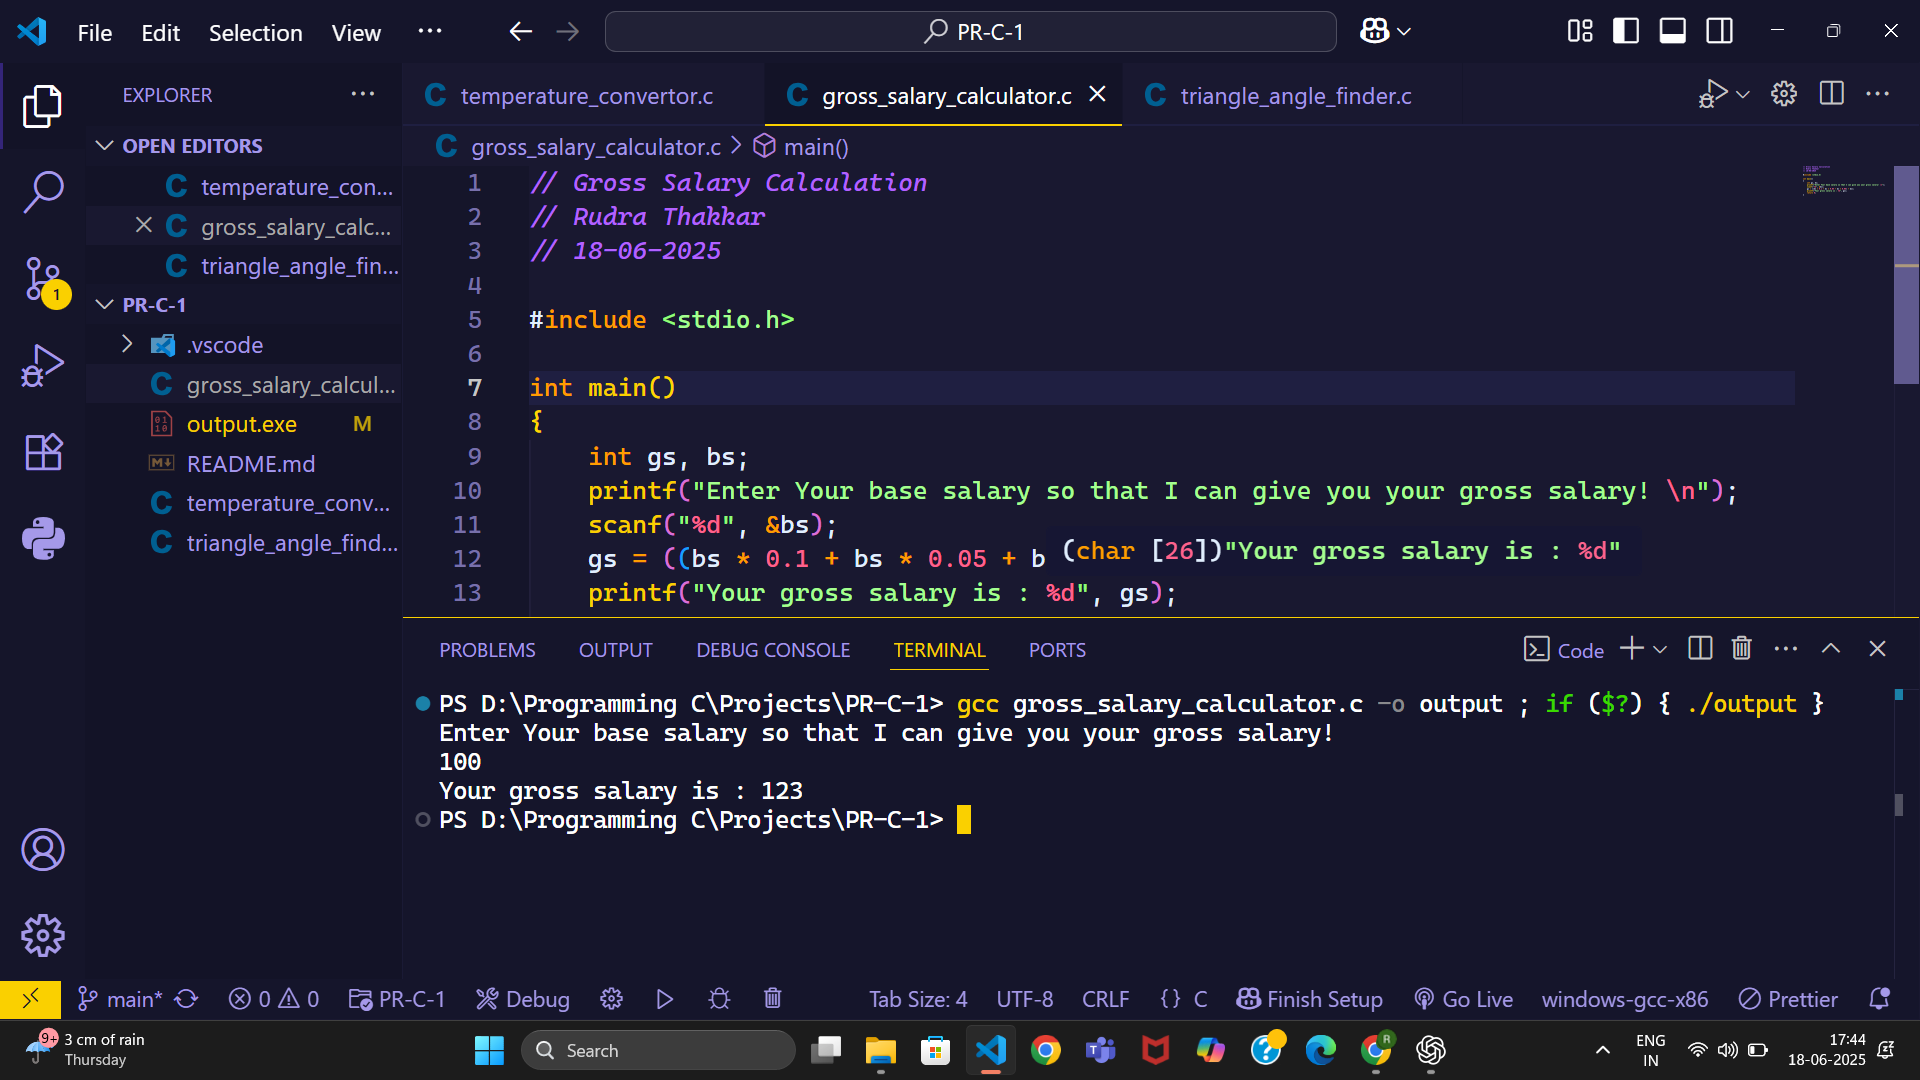 File Edit Selection View ···
PR-C-1
EXPLORER ···
OPEN EDITORS
temperature_con...
gross_salary_calc...
triangle_angle_fin...
PR-C-1
.vscode
gross_salary_calcul...
output.exe M
README.md
temperature_conv...
triangle_angle_find...
1
temperature_convertor.c
gross_salary_calculator.c
triangle_angle_finder.c
gross_salary_calculator.c > main()
1 // Gross Salary Calculation
2 // Rudra Thakkar
3 // 18-06-2025
4
5 #include <stdio.h>
6
7 int main()
8 {
9 int gs, bs;
10 printf("Enter Your base salary so that I can give you your gross salary! \n");
11 scanf("%d", &bs);
12 gs = ((bs * 0.1 + bs * 0.05 + b
(char [26])"Your gross salary is : %d"
13 printf("Your gross salary is : %d", gs);
PROBLEMS OUTPUT DEBUG CONSOLE TERMINAL PORTS
Code
PS D:\Programming C\Projects\PR-C-1> gcc gross_salary_calculator.c -o output ; if ($?) { ./output }
Enter Your base salary so that I can give you your gross salary!
100
Your gross salary is : 123
PS D:\Programming C\Projects\PR-C-1>
main* 0 0 PR-C-1 Debug Tab Size: 4 UTF-8 CRLF {} C Finish Setup Go Live windows-gcc-x86 Prettier
9+
3 cm of rain
Thursday
Search
R
ENG
IN
17:44
18-06-2025